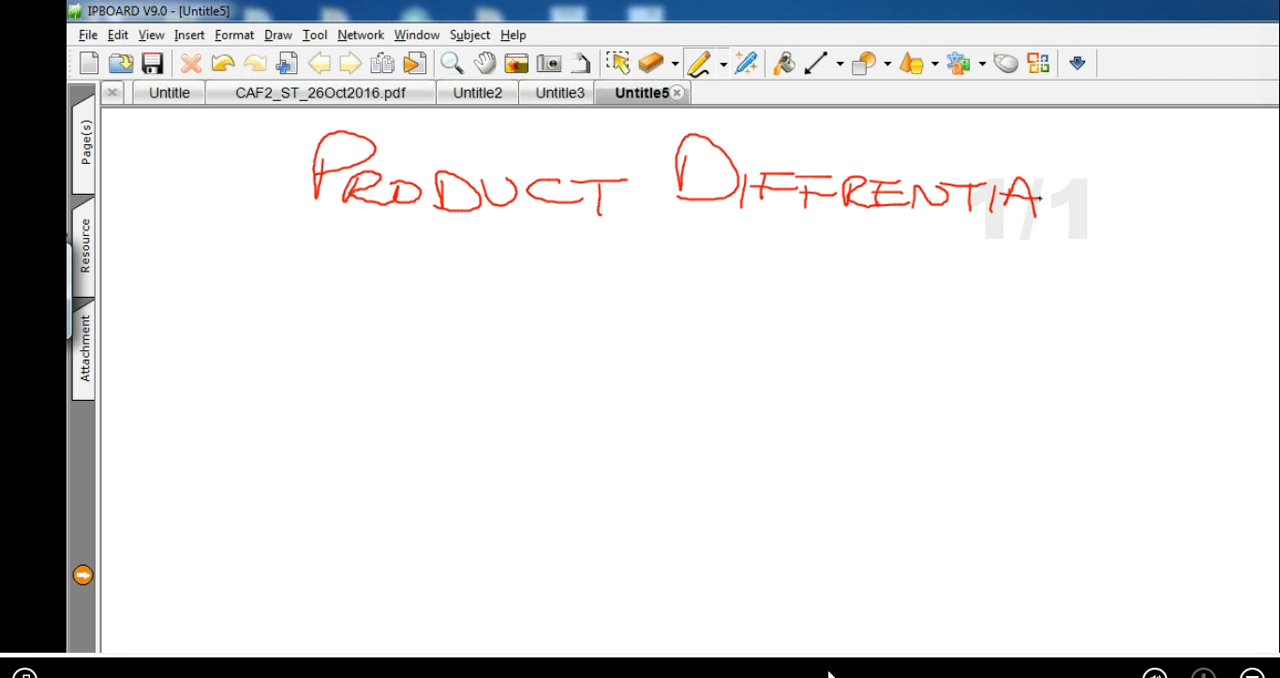 IPBOARD V9.0 - [Untitle5]
File Edit View Insert Format Draw Tool Network Window Subject Help
Untitle CAF2_ST_26Oct2016.pdf Untitle2 Untitle3 Untitle5
Page(s)
Resource
Attachment
PRODUCT DIFFRENTIA
1/1